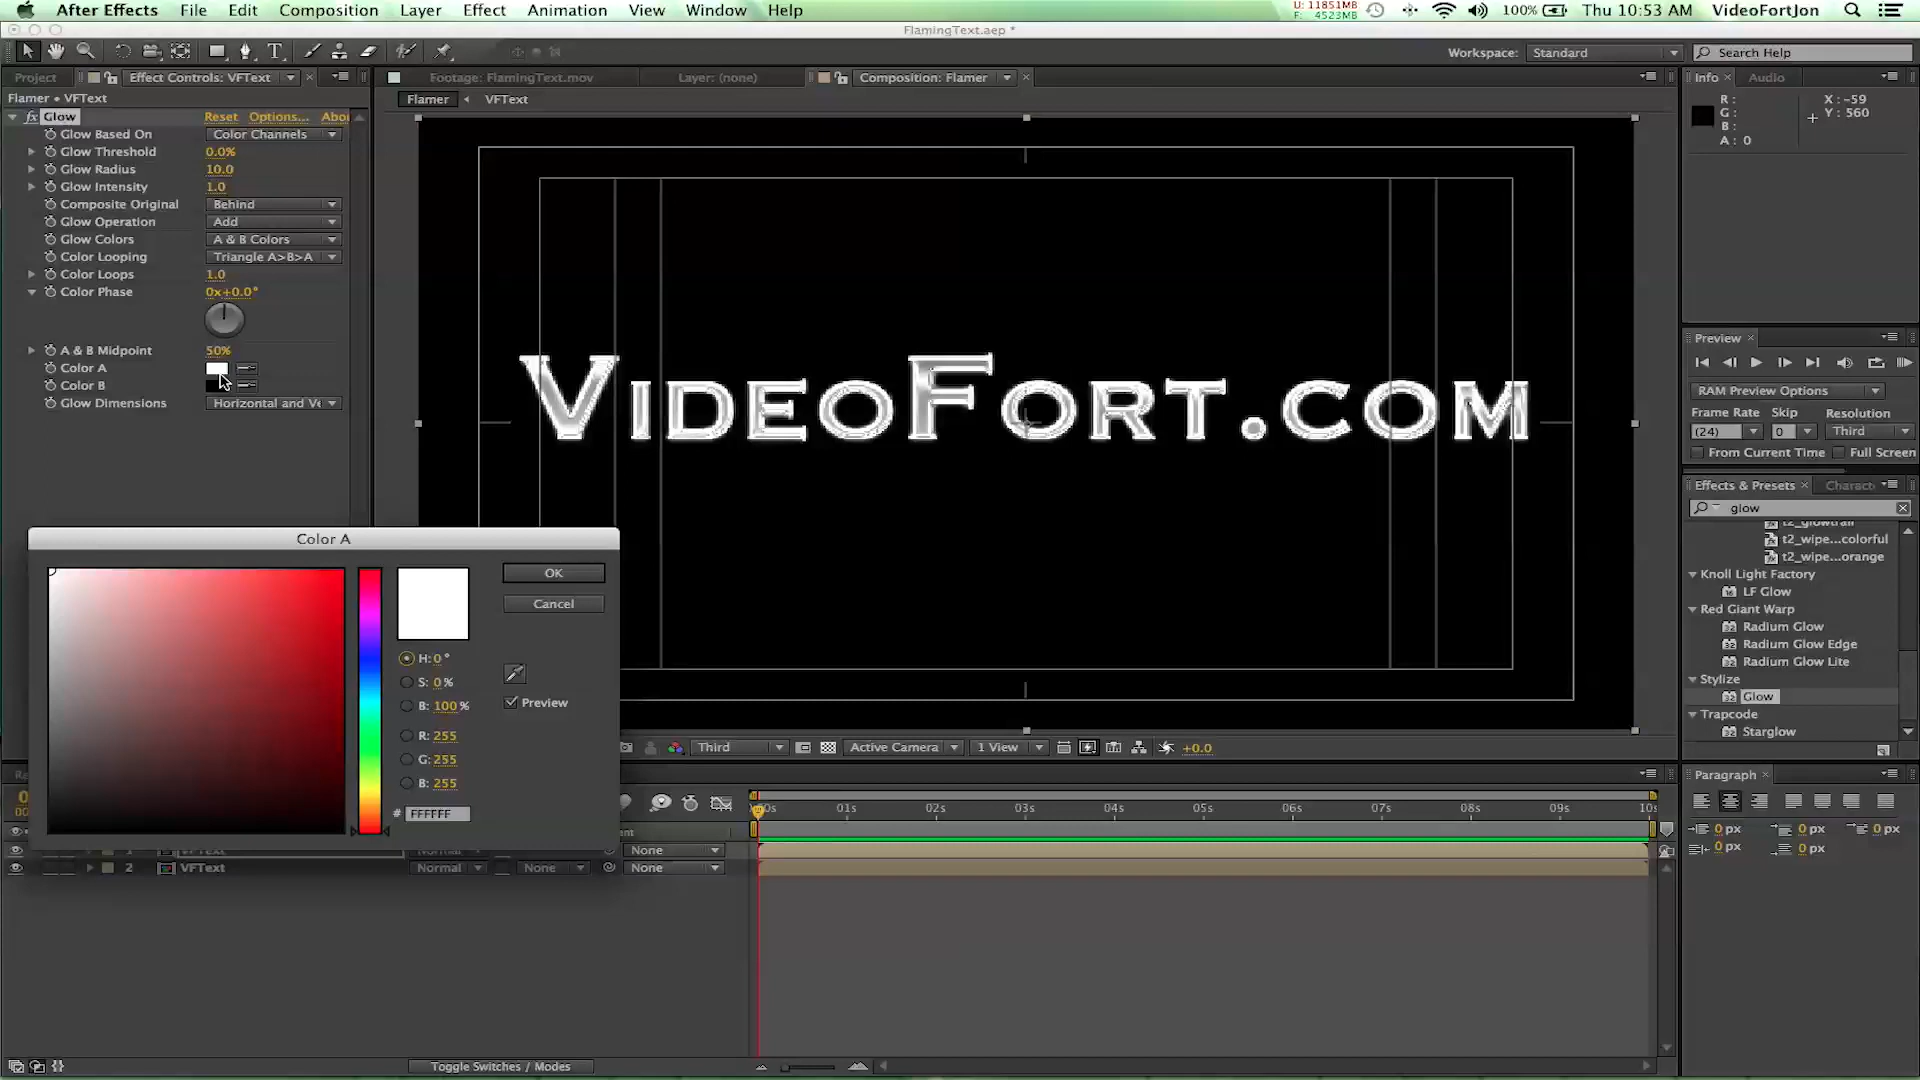 After Effects File Edit Composition Layer Effect Animation View Window Help U: 11851MB F: 4523MB 100% Thu 10:53 AM VideoFortJon
FlamingText.aep *
Workspace: Standard Search Help
Project Effect Controls: VFText Footage: FlamingText.mov Layer: (none) Composition: Flamer Info Audio
Flamer • VFText
Flamer VFText
R: X: -59
G: Y: 560
B:
A: 0
fx Glow Reset Options... Abou
Glow Based On Color Channels
Glow Threshold 0.0%
Glow Radius 10.0
Glow Intensity 1.0
Composite Original Behind
Glow Operation Add
Glow Colors A & B Colors
Color Looping Triangle A>B>A
Color Loops 1.0
Color Phase 0x+0.0°
A & B Midpoint 50%
Color A
Color B
Glow Dimensions Horizontal and Ve
VideoFort.com
Preview
RAM Preview Options
Frame Rate Skip Resolution
(24) 0 Third
From Current Time Full Screen
Effects & Presets Charact
glow
t2_glowtrail
t2_wipe...colorful
t2_wipe...orange
Knoll Light Factory
LF Glow
Red Giant Warp
Radium Glow
Radium Glow Edge
Radium Glow Lite
Stylize
Glow
Trapcode
Starglow
Color A
OK
Cancel
H: 0 °
S: 0 %
B: 100 %
Preview
R: 255
G: 255
B: 255
# FFFFFF
Third Active Camera 1 View +0.0
Paragraph
0 px 0 px 0 px
0 px 0 px
01s 02s 03s 04s 05s 06s 07s 08s 09s 10s
None
2 VFText Normal None None
Toggle Switches / Modes